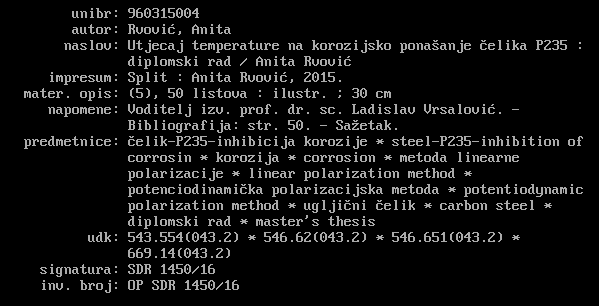 unibr: 960315004
autor: Rvović, Anita
naslov: Utjecaj temperature na korozijsko ponašanje čelika P235 :
diplomski rad / Anita Rvović
impresum: Split : Anita Rvović, 2015.
mater. opis: (5), 50 listova : ilustr. ; 30 cm
napomene: Voditelj izv. prof. dr. sc. Ladislav Vrsalović. -
Bibliografija: str. 50. - Sažetak.
predmetnice: čelik-P235-inhibicija korozije * steel-P235-inhibition of
corrosin * korozija * corrosion * metoda linearne
polarizacije * linear polarization method *
potenciodinamička polarizacijska metoda * potentiodynamic
polarization method * ugljični čelik * carbon steel *
diplomski rad * master's thesis
udk: 543.554(043.2) * 546.62(043.2) * 546.651(043.2) *
669.14(043.2)
signatura: SDR 1450/16
inv. broj: OP SDR 1450/16